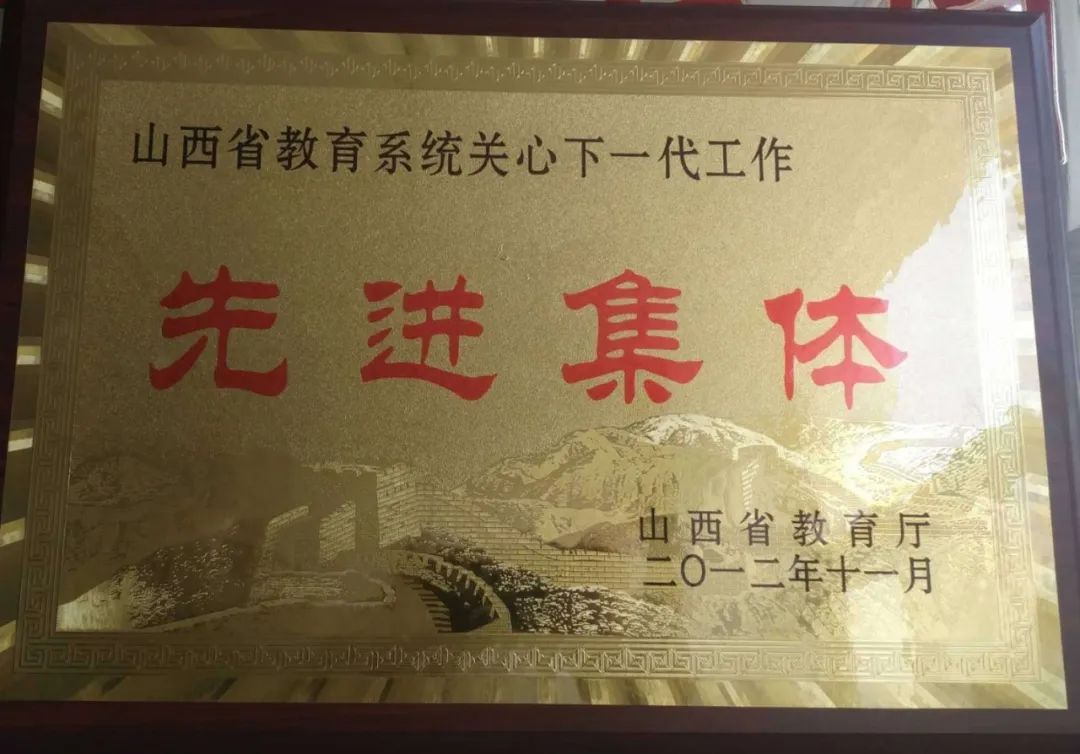 山西省教育系统关心下一代工作
先进集体
山西省教育厅
二〇一二年十一月